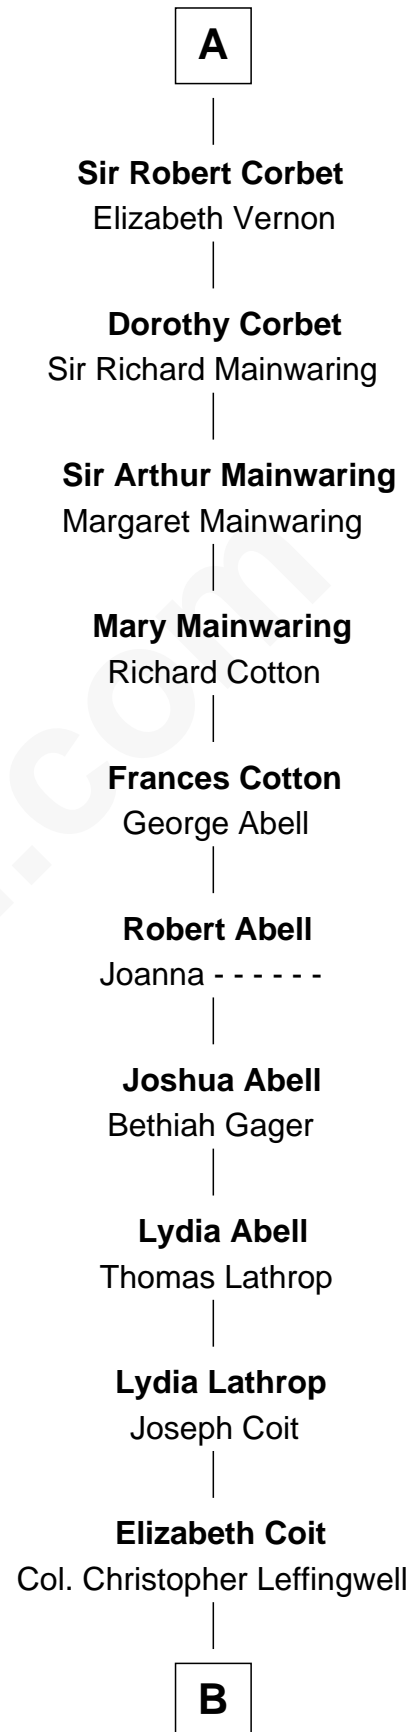 A
Sir Robert Corbet
Elizabeth Vernon
Dorothy Corbet
Sir Richard Mainwaring
Sir Arthur Mainwaring
Margaret Mainwaring
Mary Mainwaring
Richard Cotton
Frances Cotton
George Abell
Robert Abell
Joanna - - - - - -
Joshua Abell
Bethiah Gager
Lydia Abell
Thomas Lathrop
Lydia Lathrop
Joseph Coit
Elizabeth Coit
Col. Christopher Leffingwell
B